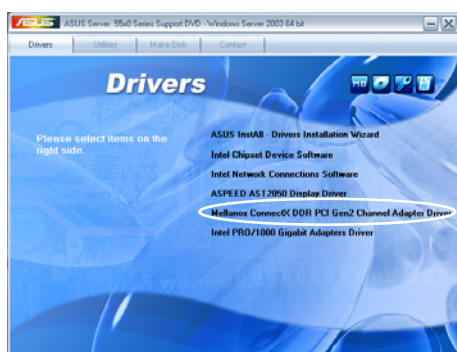 ASUS Server 55x0 Series Support DVD - Windows Server 2003 64 bit
Drivers Utilities Make Disk Contact
Drivers
Please select items on the
right side.
ASUS InstAll - Drivers Installation Wizard
Intel Chipset Device Software
Intel Network Connections Software
ASPEED AST2050 Display Driver
Mellanox ConnectX DDR PCI Gen2 Channel Adapter Driver
Intel PRO/1000 Gigabit Adapters Driver